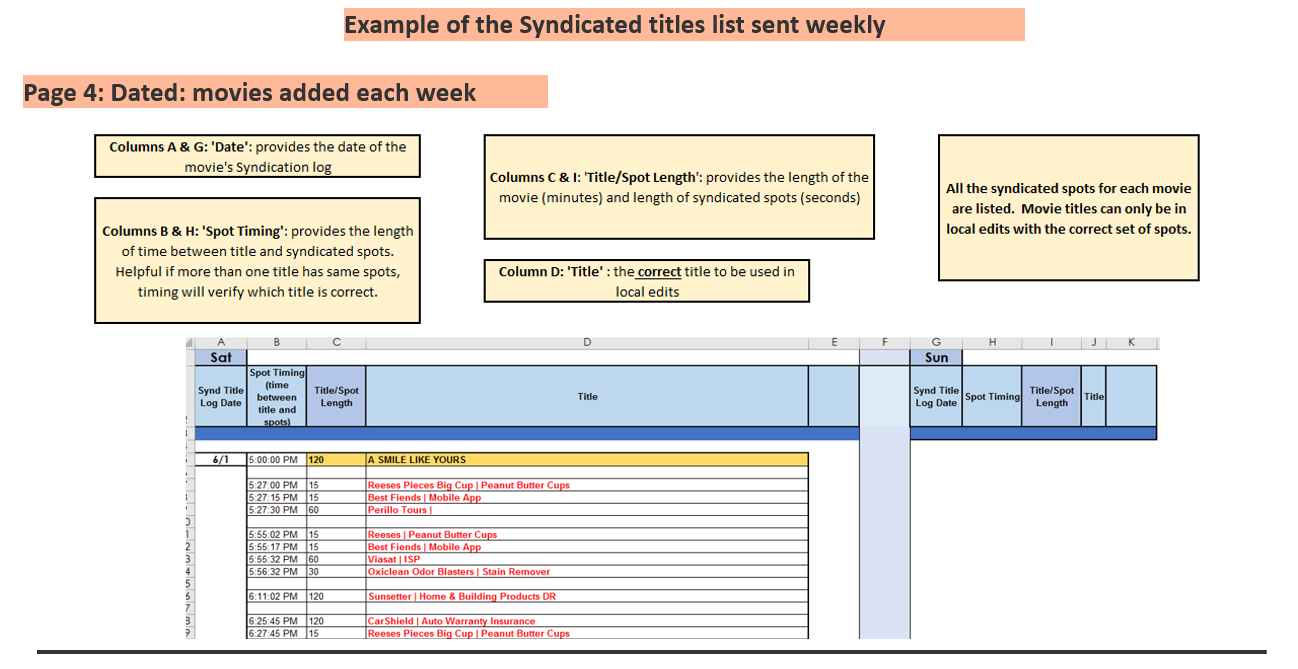 Example of the Syndicated titles list sent weekly
Page 4: Dated: movies added each week
Columns A & G: 'Date': provides the date of the
movie's Syndication log
Columns B & H: 'Spot Timing': provides the length
of time between title and syndicated spots.
Helpful if more than one title has same spots,
timing will verify which title is correct.
Columns C & I: 'Title/Spot Length': provides the length of the
movie (minutes) and length of syndicated spots (seconds)
Column D: 'Title' : the correct title to be used in
local edits
All the syndicated spots for each movie
are listed.  Movie titles can only be in
local edits with the correct set of spots.
A B C D E F G H I J K
Sat Sun
Synd Title
Log Date
Spot Timing
(time
between
title and
spots)
Title/Spot
Length
Title
Synd Title
Log Date
Spot Timing
Title/Spot
Length
Title
6/1 5:00:00 PM 120 A SMILE LIKE YOURS
5:27:00 PM 15 Reeses Pieces Big Cup | Peanut Butter Cups
5:27:15 PM 15 Best Fiends | Mobile App
5:27:30 PM 60 Perillo Tours |
5:55:02 PM 15 Reeses | Peanut Butter Cups
5:55:17 PM 15 Best Fiends | Mobile App
5:55:32 PM 60 Viasat | ISP
5:56:32 PM 30 Oxiclean Odor Blasters | Stain Remover
6:11:02 PM 120 Sunsetter | Home & Building Products DR
6:25:45 PM 120 CarShield | Auto Warranty Insurance
6:27:45 PM 15 Reeses Pieces Big Cup | Peanut Butter Cups